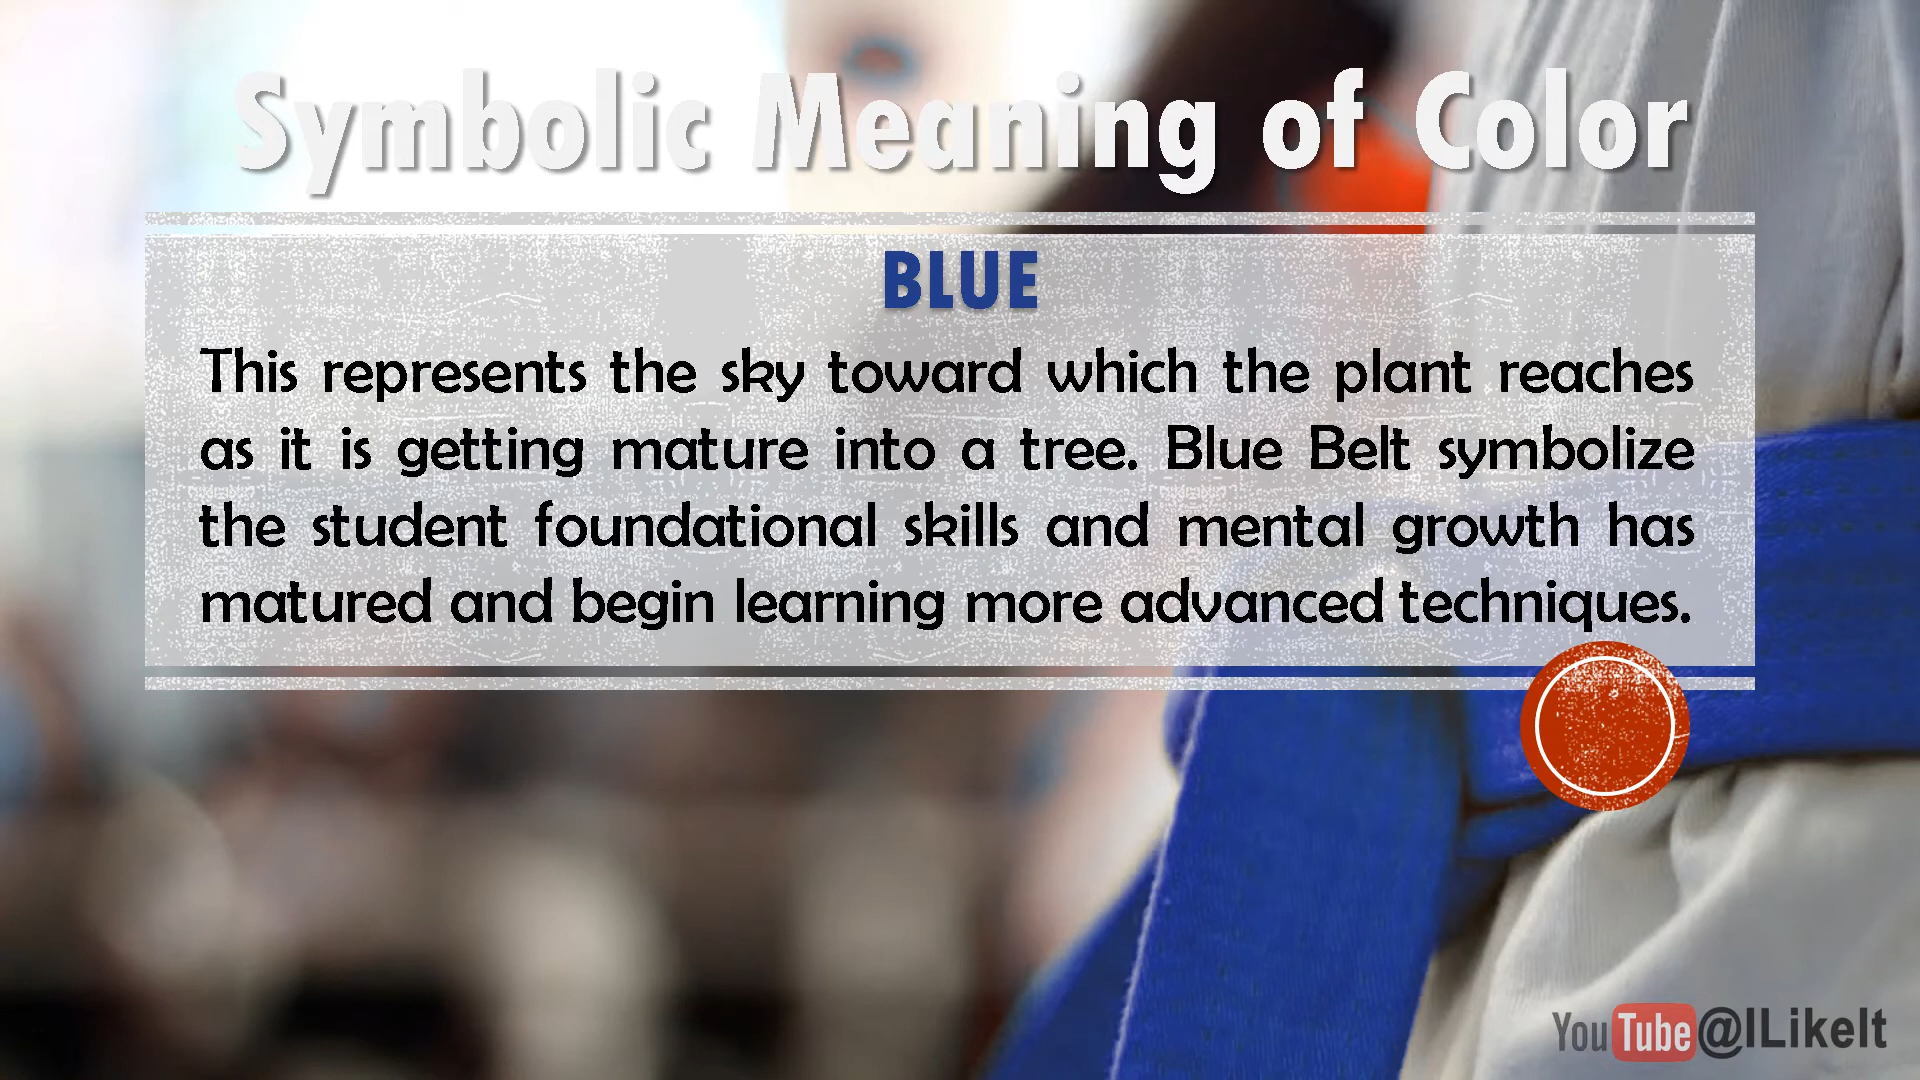 Symbolic Meaning of Color
BLUE
This represents the sky toward which the plant reaches
as it is getting mature into a tree. Blue Belt symbolize
the student foundational skills and mental growth has
matured and begin learning more advanced techniques.
YouTube@ILikeIt